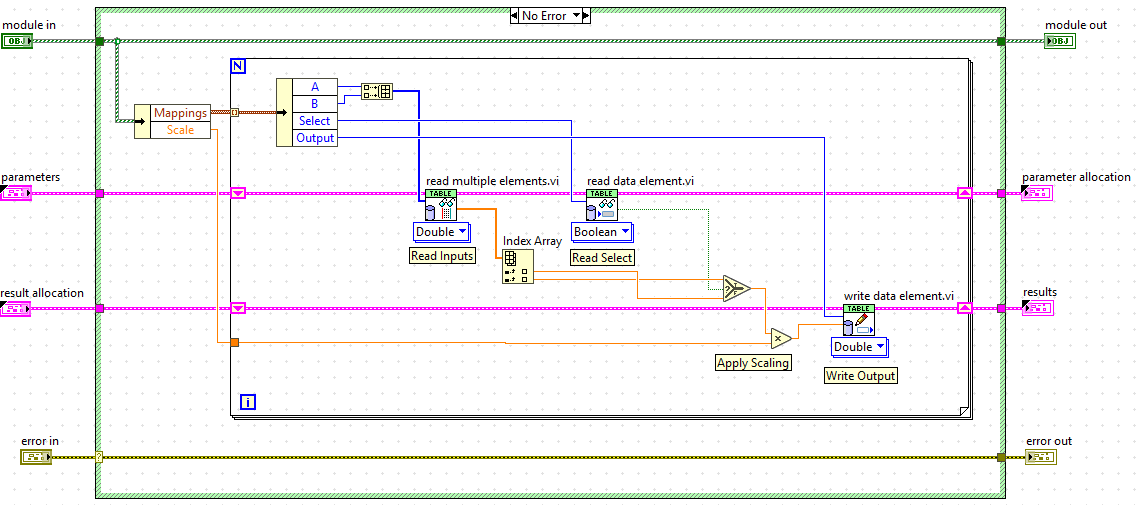 No Error
module in
module out
OBJ
OBJ
N
A
B
Select
Output
Mappings
Scale
parameters
read multiple elements.vi
read data element.vi
parameter allocation
TABLE
TABLE
Double
Boolean
Read Inputs
Index Array
Read Select
result allocation
write data element.vi
results
TABLE
Double
Apply Scaling
Write Output
i
error in
error out
?